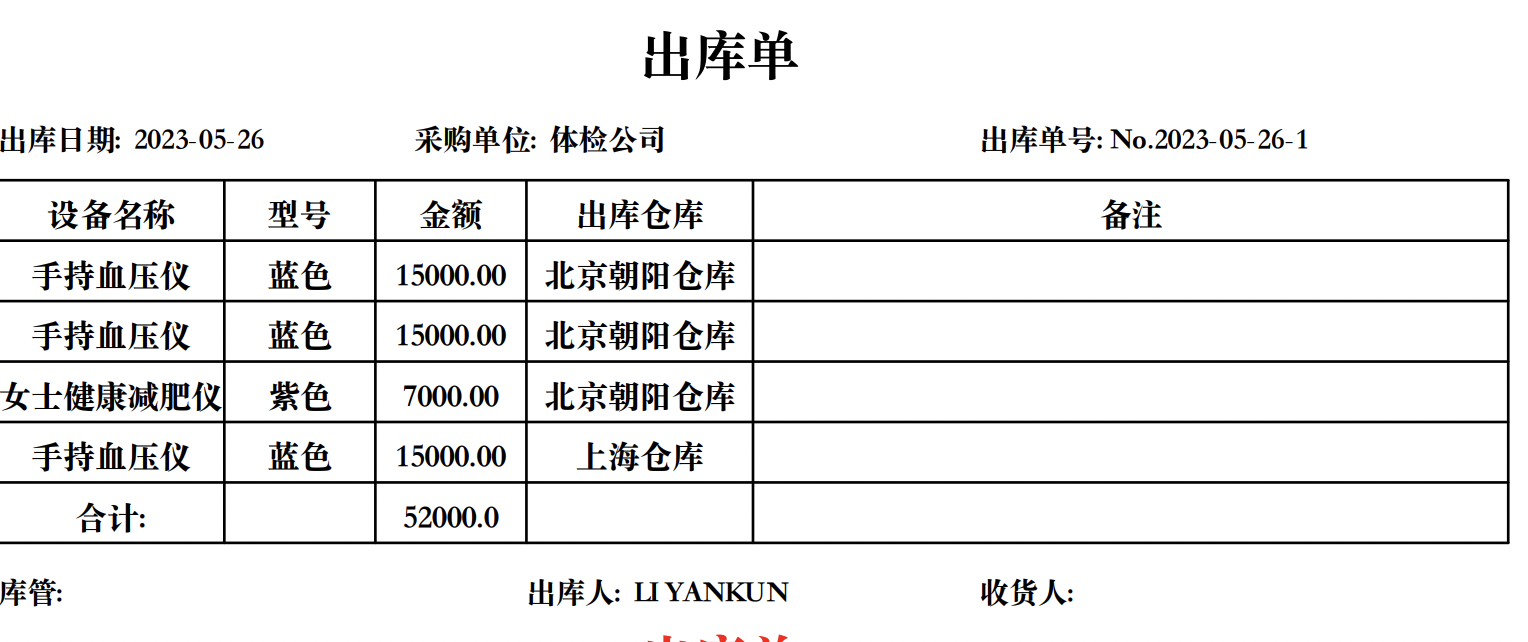 出库单
出库日期: 2023-05-26 采购单位: 体检公司 出库单号: No.2023-05-26-1
设备名称 型号 金额 出库仓库 备注
手持血压仪 蓝色 15000.00 北京朝阳仓库
手持血压仪 蓝色 15000.00 北京朝阳仓库
女士健康减肥仪 紫色 7000.00 北京朝阳仓库
手持血压仪 蓝色 15000.00 上海仓库
合计: 52000.0
库管: 出库人: LI YANKUN 收货人: